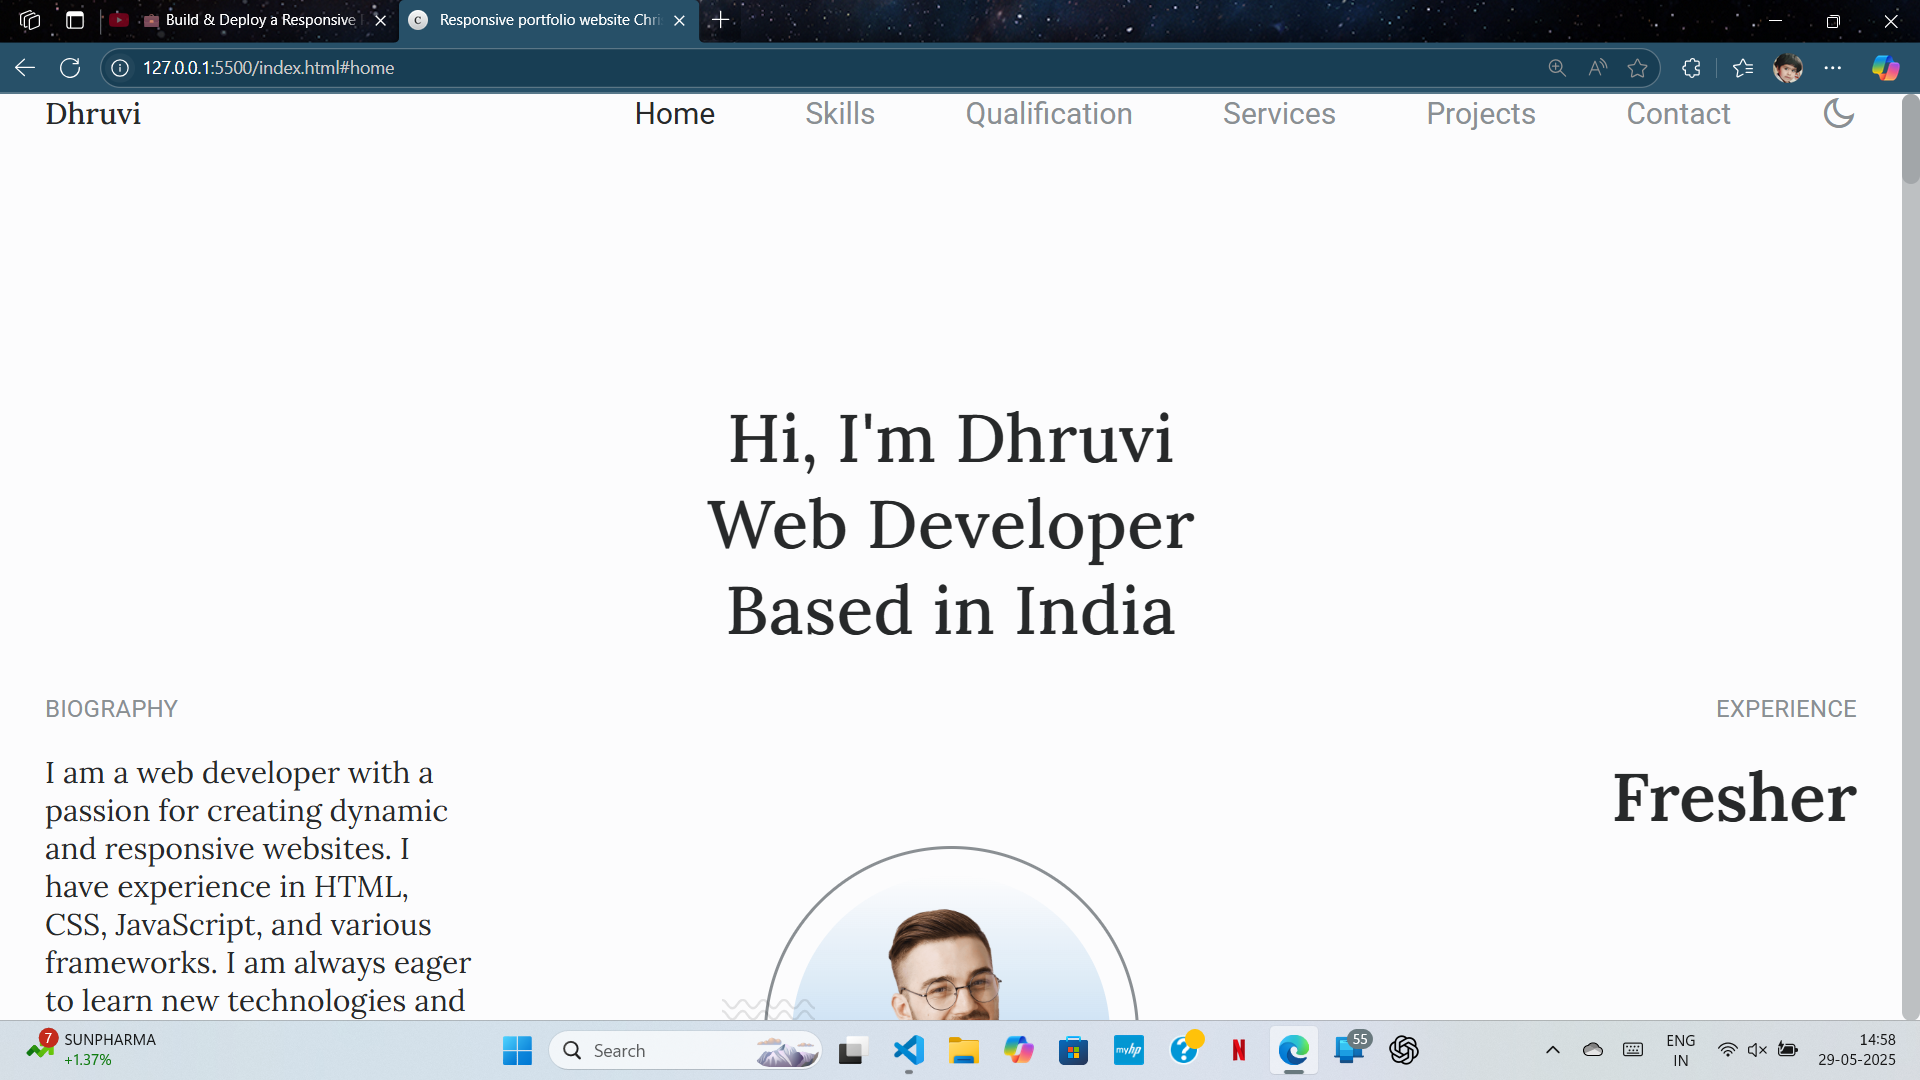 Build & Deploy a Responsive
C
Responsive portfolio website Chri
127.0.0.1:5500/index.html#home
Dhruvi
Home
Skills
Qualification
Services
Projects
Contact
Hi, I'm Dhruvi
Web Developer
Based in India
BIOGRAPHY
EXPERIENCE
I am a web developer with a
passion for creating dynamic
and responsive websites. I
have experience in HTML,
CSS, JavaScript, and various
frameworks. I am always eager
to learn new technologies and
Fresher
7
SUNPHARMA
+1.37%
Search
myhp
?
N
55
ENG
IN
14:58
29-05-2025